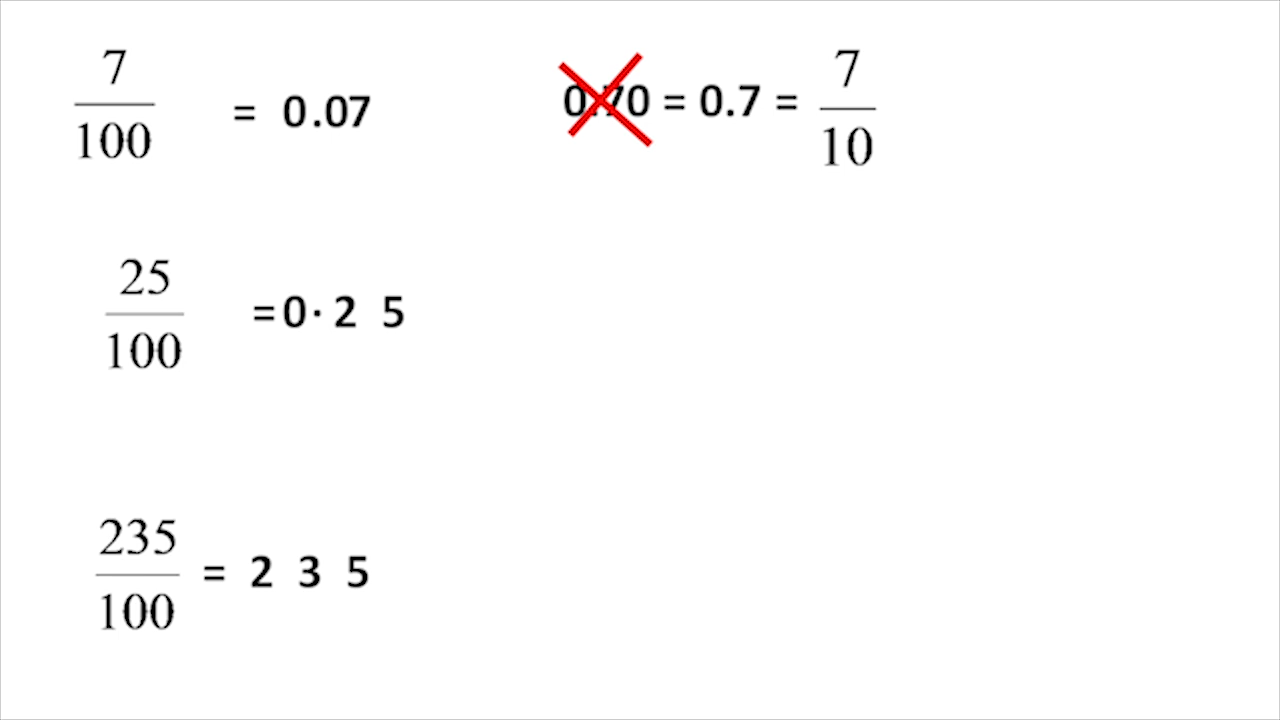 7/100 = 0.07
0.70 = 0.7 = 7/10
25/100 = 0· 2 5
235/100 = 2 3 5